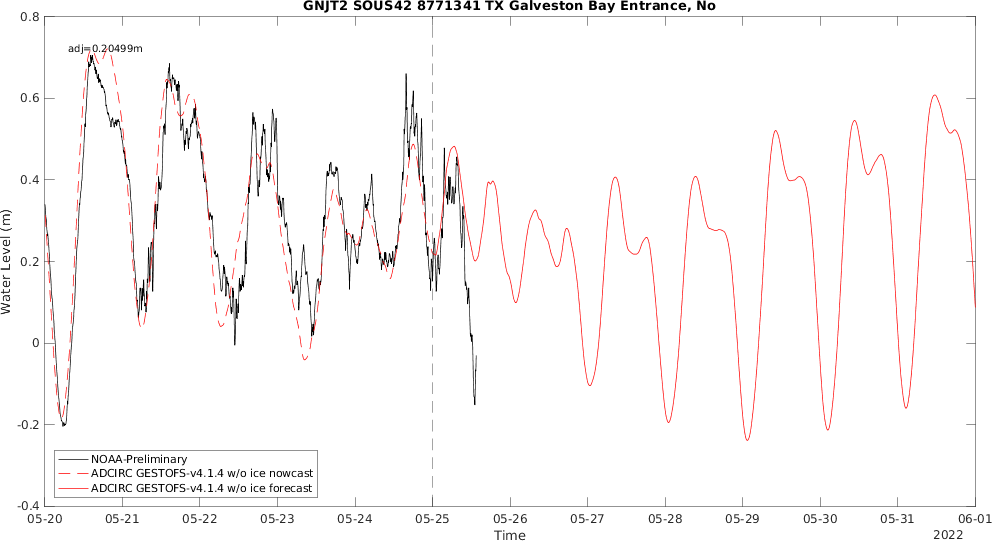 GNJT2 SOUS42 8771341 TX Galveston Bay Entrance, No
adj=0.20499m
0.8
0.6
0.4
0.2
0
-0.2
-0.4
Water Level (m)
NOAA-Preliminary
ADCIRC GESTOFS-v4.1.4 w/o ice nowcast
ADCIRC GESTOFS-v4.1.4 w/o ice forecast
05-20 05-21 05-22 05-23 05-24 05-25 05-26 05-27 05-28 05-29 05-30 05-31 06-01
Time
2022